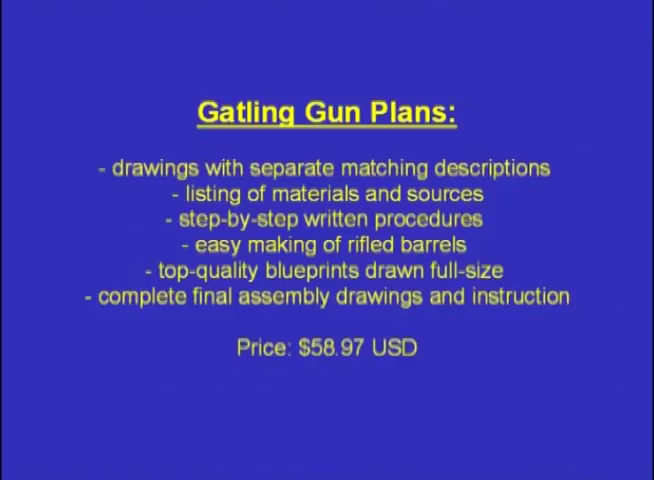 Gatling Gun Plans:
- drawings with separate matching descriptions
- listing of materials and sources
- step-by-step written procedures
- easy making of rifled barrels
- top-quality blueprints drawn full-size
- complete final assembly drawings and instruction
Price: $58.97 USD